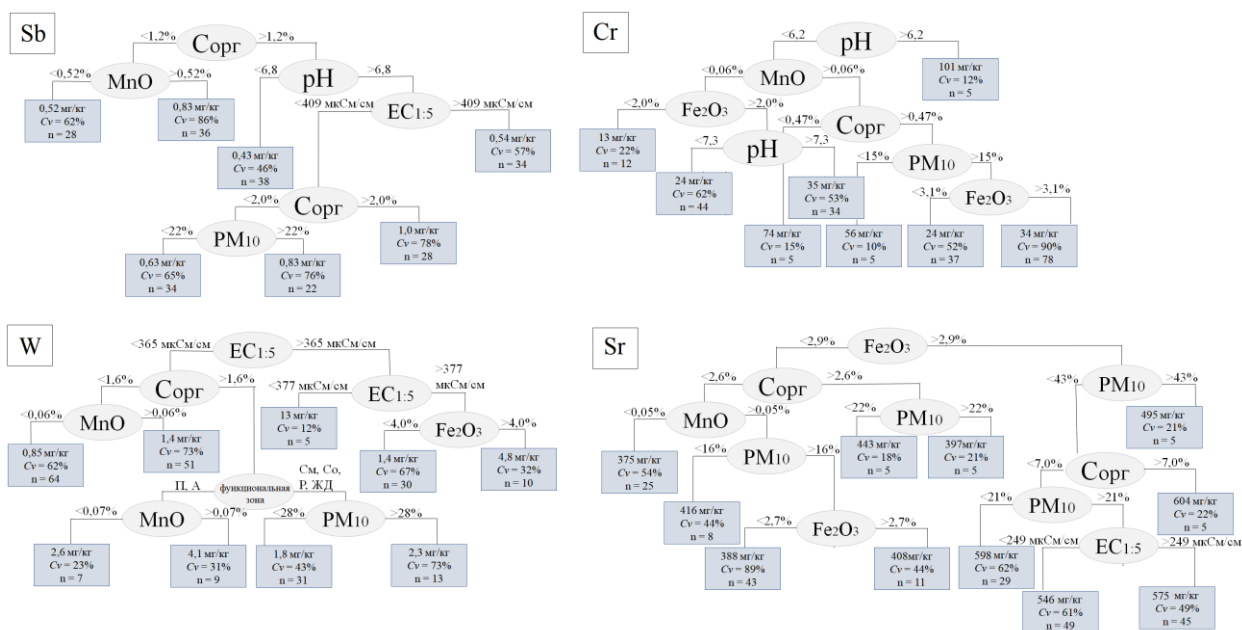 Sb
<1,2%
Сорг
>1,2%
<0,52%
MnO
>0,52%
<6,8
pH
>6,8
0,52 мг/кг
Cv = 62%
n = 28
0,83 мг/кг
Cv = 86%
n = 36
<409 мкСм/см
EC1:5
>409 мкСм/см
0,43 мг/кг
Cv = 46%
n = 38
0,54 мг/кг
Cv = 57%
n = 34
<2,0%
Сорг
>2,0%
<22%
PM10
>22%
1,0 мг/кг
Cv = 78%
n = 28
0,63 мг/кг
Cv = 65%
n = 34
0,83 мг/кг
Cv = 76%
n = 22
Cr
<6,2
pH
>6,2
<0,06%
MnO
>0,06%
101 мг/кг
Cv = 12%
n = 5
<2,0%
Fe2O3
>2,0%
<0,47%
Сорг
>0,47%
13 мг/кг
Cv = 22%
n = 12
<7,3
pH
>7,3
<15%
PM10
>15%
24 мг/кг
Cv = 62%
n = 44
35 мг/кг
Cv = 53%
n = 34
<3,1%
Fe2O3
>3,1%
74 мг/кг
Cv = 15%
n = 5
56 мг/кг
Cv = 10%
n = 5
24 мг/кг
Cv = 52%
n = 37
34 мг/кг
Cv = 90%
n = 78
W
<365 мкСм/см
EC1:5
>365 мкСм/см
<1,6%
Сорг
>1,6%
<377 мкСм/см
EC1:5
>377
мкСм/см
<0,06%
MnO
>0,06%
13 мг/кг
Cv = 12%
n = 5
<4,0%
Fe2O3
>4,0%
0,85 мг/кг
Cv = 62%
n = 64
1,4 мг/кг
Cv = 73%
n = 51
1,4 мг/кг
Cv = 67%
n = 30
4,8 мг/кг
Cv = 32%
n = 10
П, А
функциональная
зона
См, Со,
Р, ЖД
<0,07%
MnO
>0,07%
<28%
PM10
>28%
2,6 мг/кг
Cv = 23%
n = 7
4,1 мг/кг
Cv = 31%
n = 9
1,8 мг/кг
Cv = 43%
n = 31
2,3 мг/кг
Cv = 73%
n = 13
Sr
<2,9%
Fe2O3
>2,9%
<2,6%
Сорг
>2,6%
<43%
PM10
>43%
<0,05%
MnO
>0,05%
<22%
PM10
>22%
495 мг/кг
Cv = 21%
n = 5
375 мг/кг
Cv = 54%
n = 25
<16%
PM10
>16%
443 мг/кг
Cv = 18%
n = 5
397мг/кг
Cv = 21%
n = 5
<7,0%
Сорг
>7,0%
416 мг/кг
Cv = 44%
n = 8
<21%
PM10
>21%
604 мг/кг
Cv = 22%
n = 5
<2,7%
Fe2O3
>2,7%
<249 мкСм/см
EC1:5
>249 мкСм/см
388 мг/кг
Cv = 89%
n = 43
408мг/кг
Cv = 44%
n = 11
598 мг/кг
Cv = 62%
n = 29
546 мг/кг
Cv = 61%
n = 49
575 мг/кг
Cv = 49%
n = 45